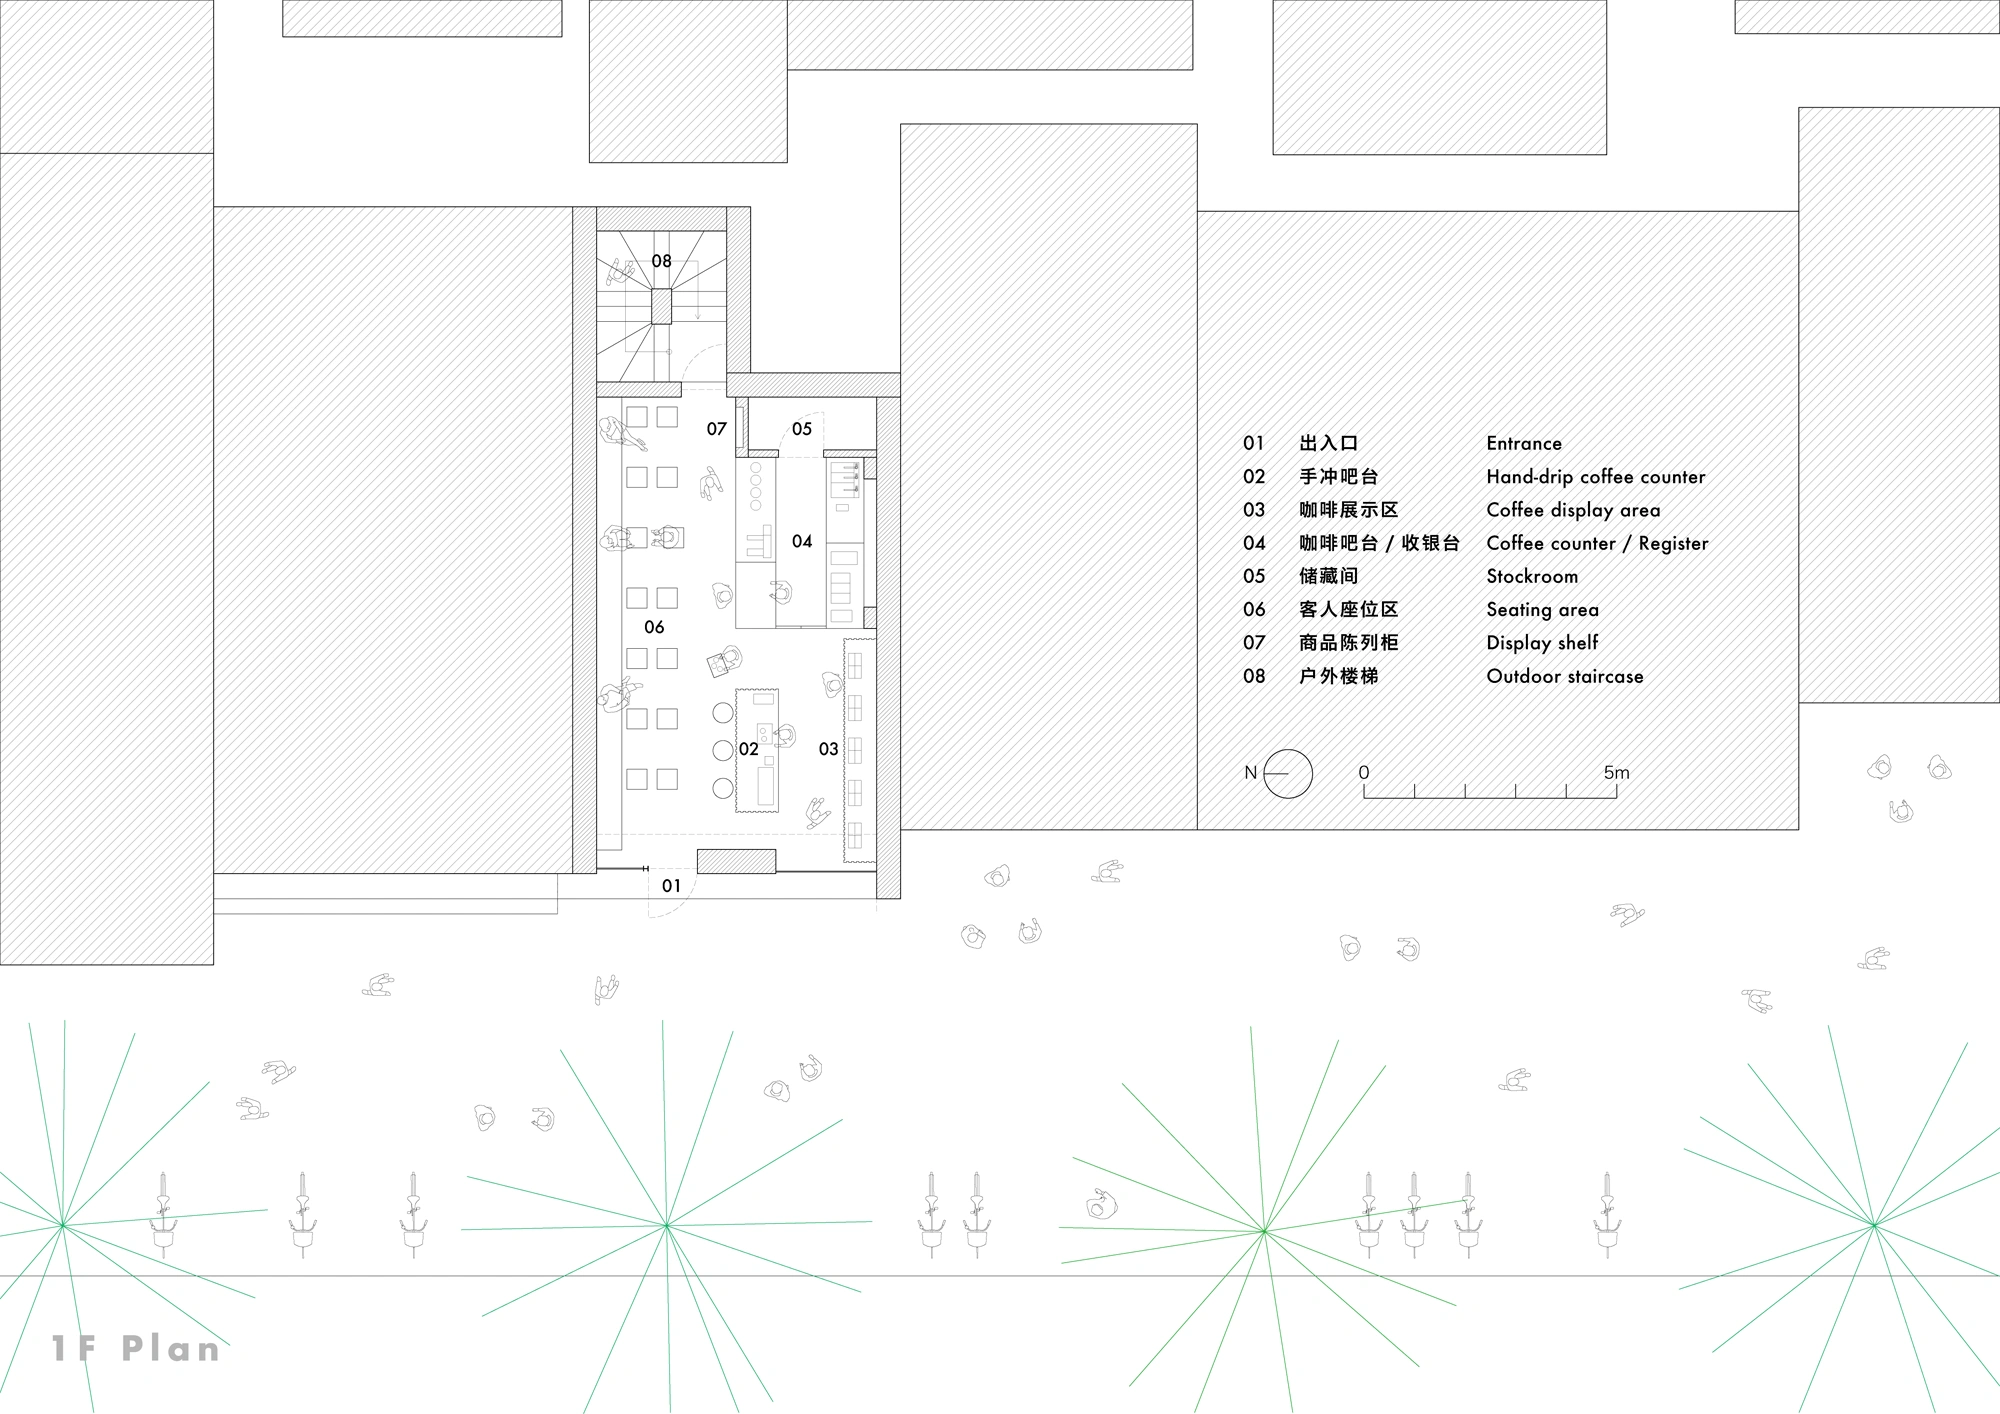 08
07
05
04
06
02
03
01
01 出入口 Entrance
02 手冲吧台 Hand-drip coffee counter
03 咖啡展示区 Coffee display area
04 咖啡吧台 / 收银台 Coffee counter / Register
05 储藏间 Stockroom
06 客人座位区 Seating area
07 商品陈列柜 Display shelf
08 户外楼梯 Outdoor staircase
N 0 5m
1F Plan